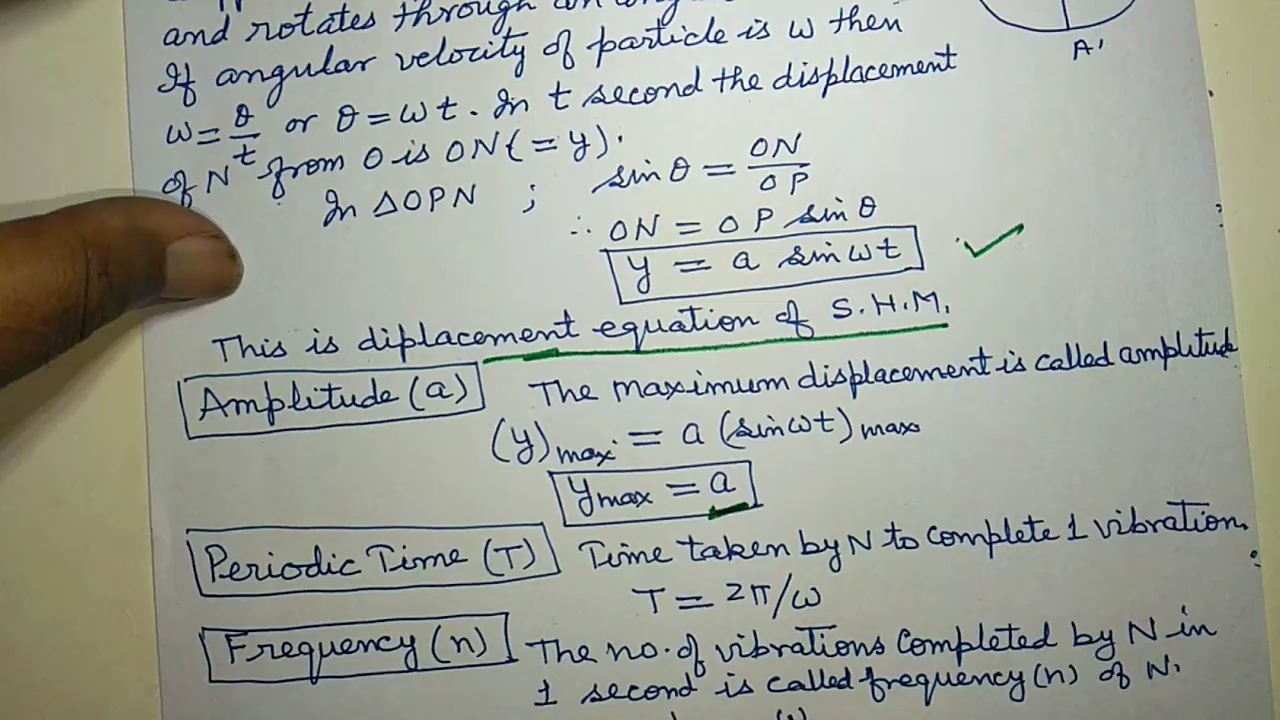 and rotates through an
A'
If angular velocity of particle is ω then
ω = θ/t or θ = ωt. In t second the displacement
of N from O is ON (= y).
In ΔOPN ; sin θ = ON/OP
∴ ON = OP sin θ
y = a sin ωt
This is diplacement equation of S.H.M.
Amplitude (a) The maximum displacement is called amplitude
(y)max = a (sin ωt) max
ymax = a
Periodic Time (T) Time taken by N to complete 1 vibration.
T = 2π/ω
Frequency (n) The no. of vibrations completed by N in
1 second is called frequency (n) of N.